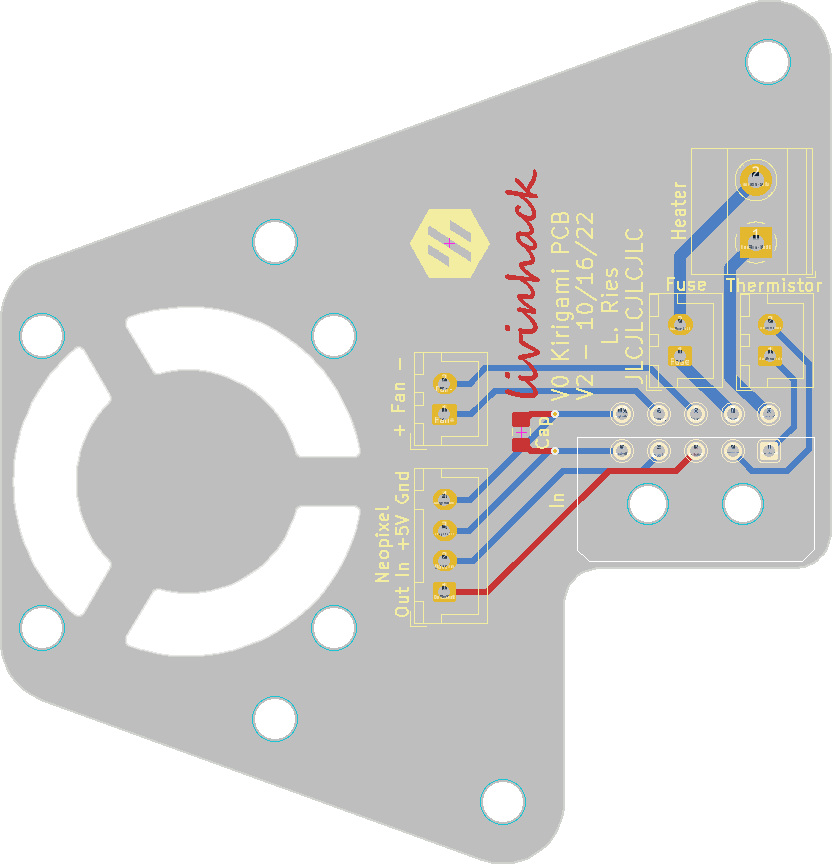 Heater
Fuse
Thermistor
livinhack
V0 Kirigami PCB
V2 - 10/16/22
L. Ries
JLCJLCJLCJLC
+ Fan -
Cap
In
Neopixel
Out In +5V Gnd